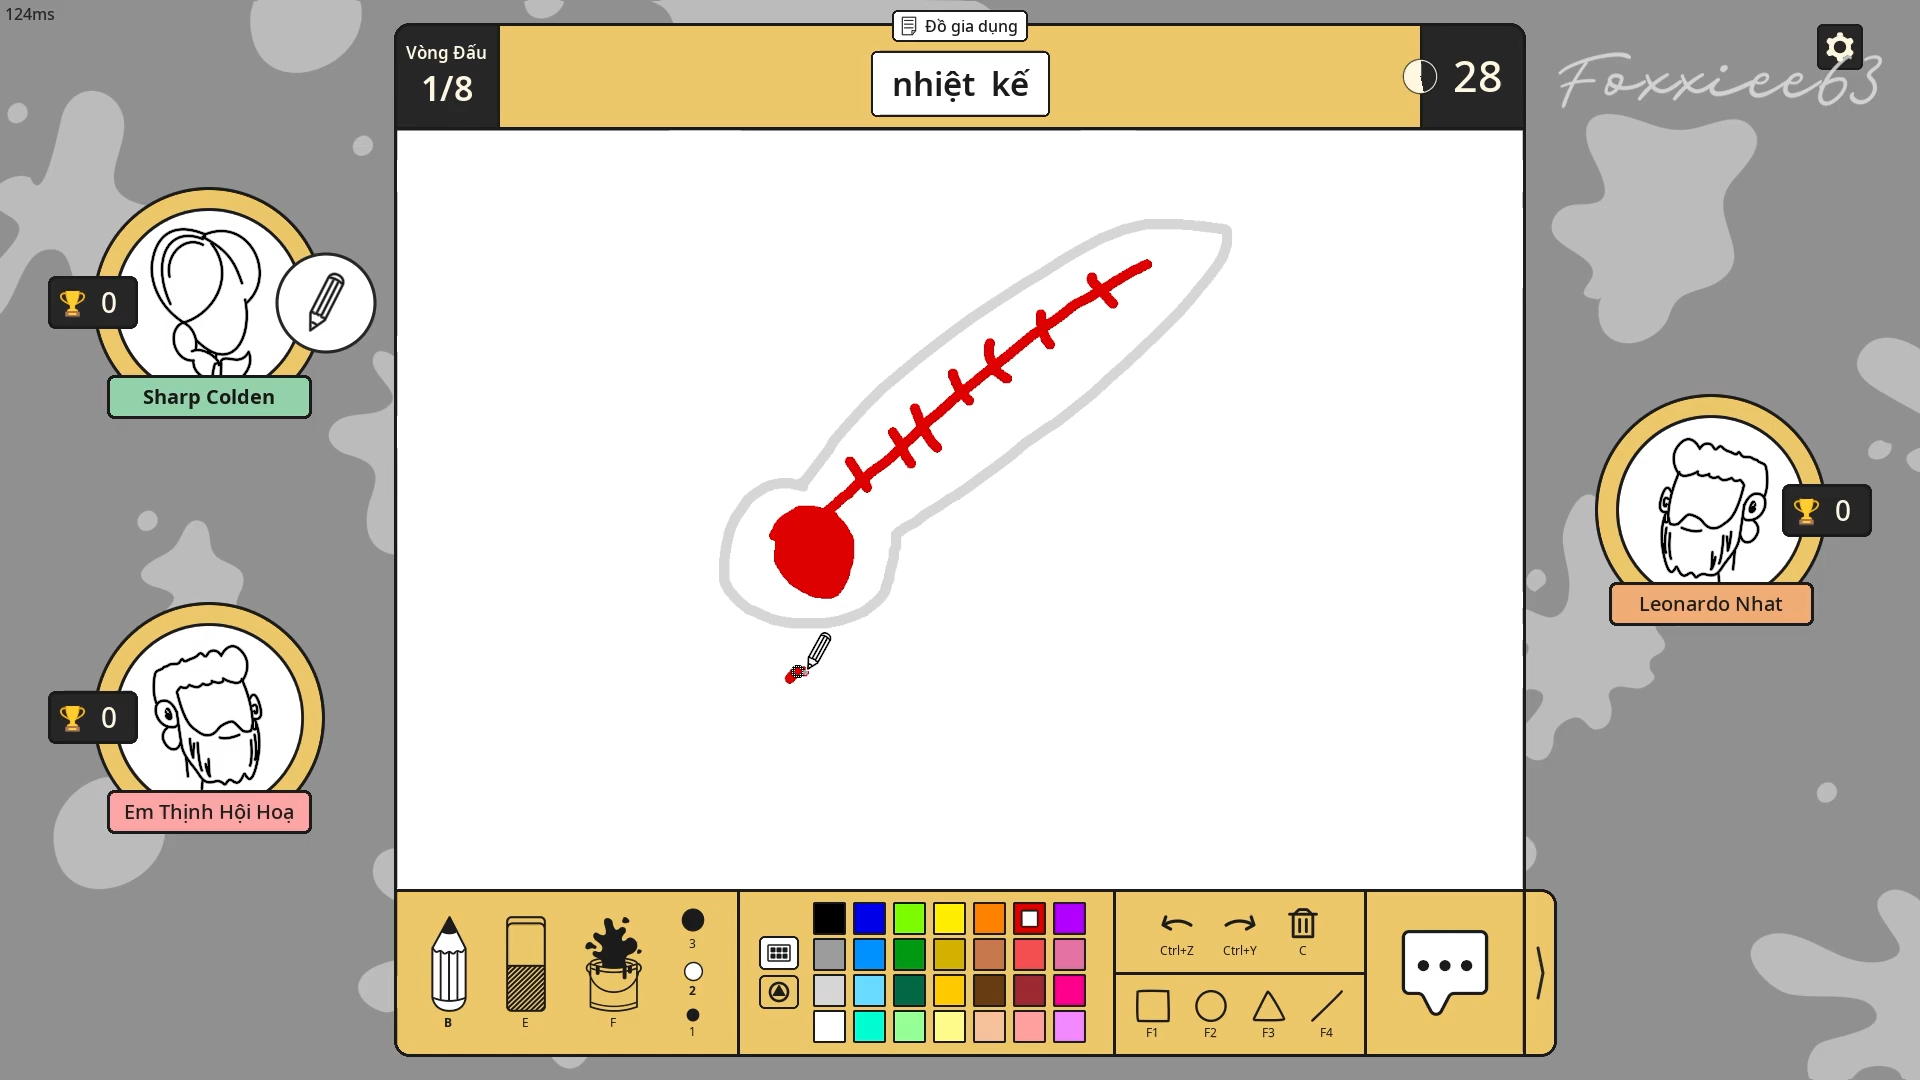 124ms
Đồ gia dụng
Vòng Đấu
1/8
nhiệt kế
28
Foxxiee63
0
Sharp Colden
0
Leonardo Nhat
0
Em Thịnh Hội Hoạ
3
2
1
B
E
F
Ctrl+Z
Ctrl+Y
C
F1
F2
F3
F4